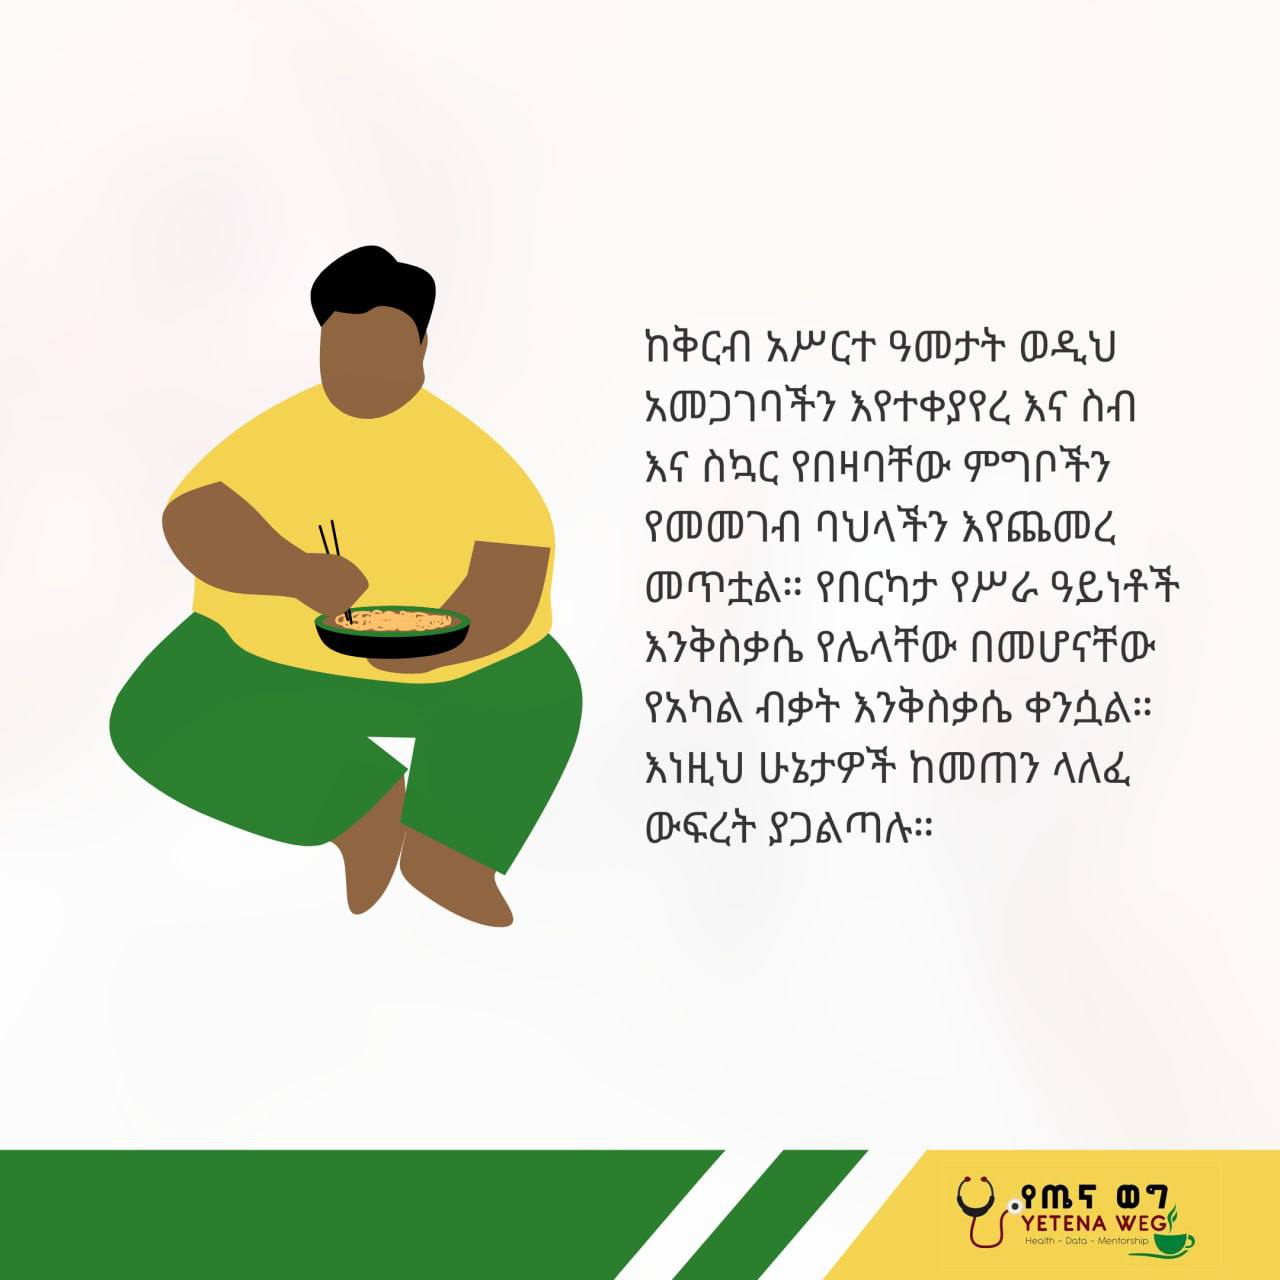 ከቅርብ አሥርተ ዓመታት ወዲህ
አመጋገባችን እየተቀያየረ እና ስብ
እና ስኳር የበዛባቸው ምግቦችን
የመመገብ ባህላችን እየጨመረ
መጥቷል። የበርካታ የሥራ ዓይነቶች
እንቅስቃሴ የሌላቸው በመሆናቸው
የአካል ብቃት እንቅስቃሴ ቀንሷል።
እነዚህ ሁኔታዎች ከመጠን ላለፈ
ውፍረት ያጋልጣሉ።
የጤና ወግ
YETENA WEG
Health - Data - Mentorship